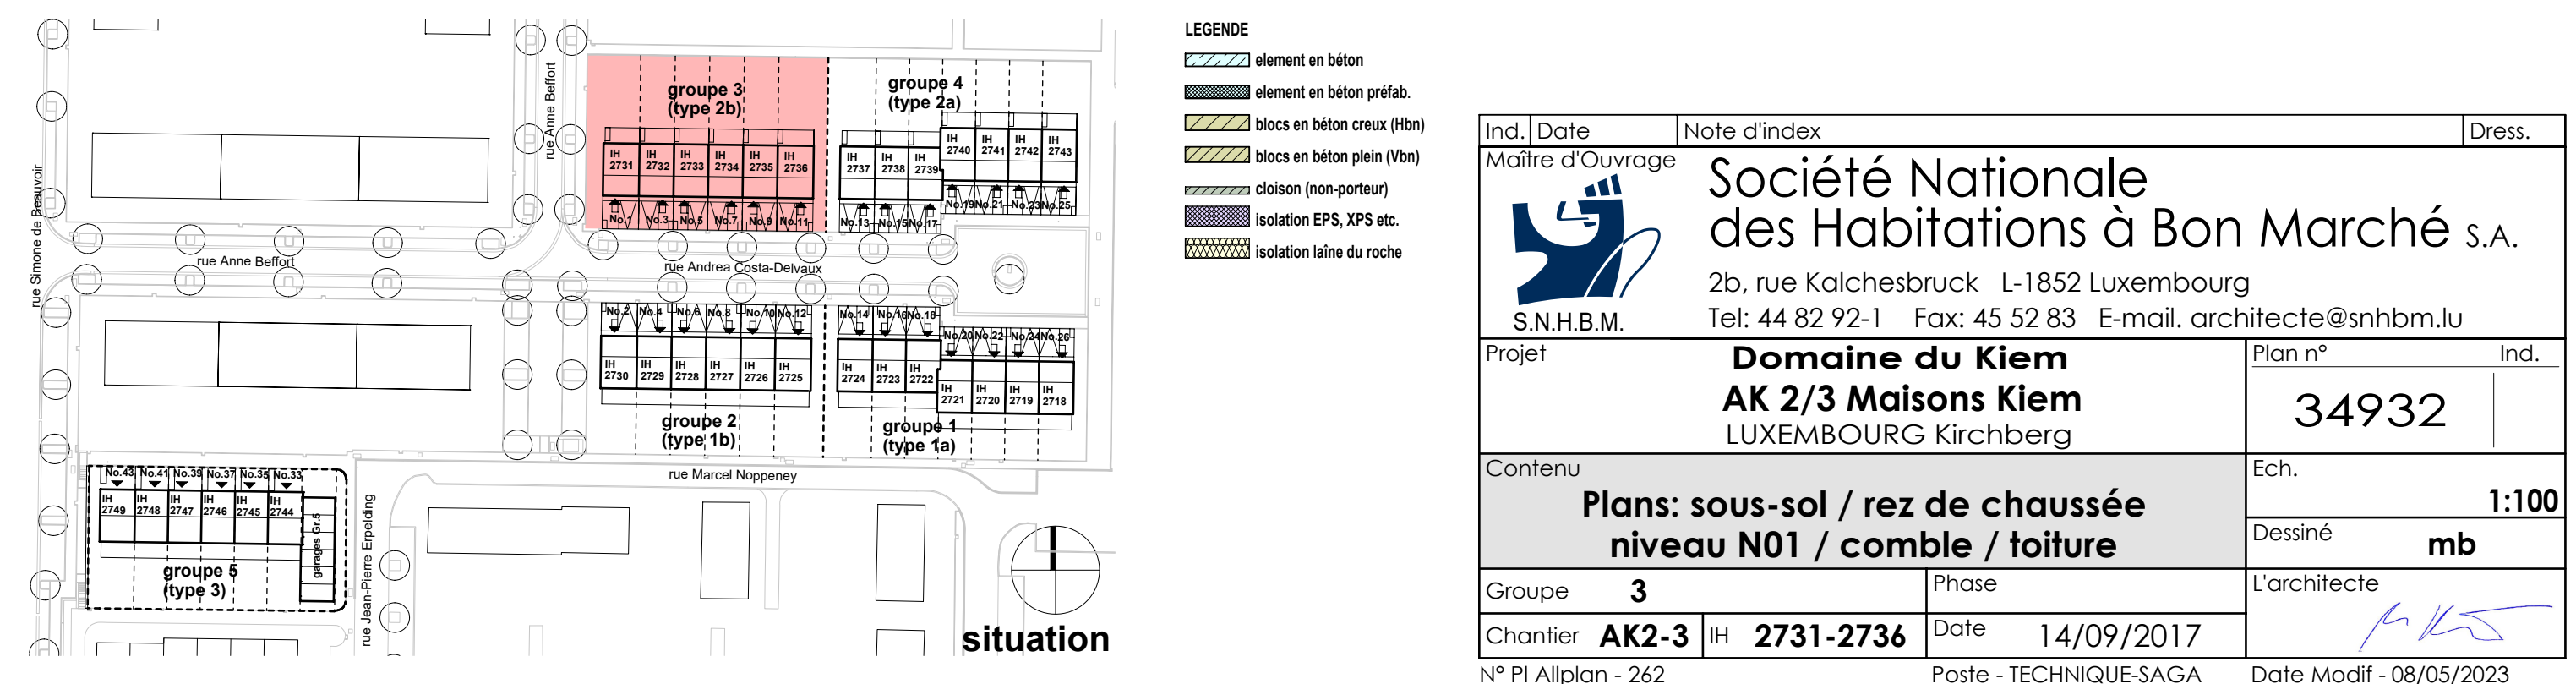 rue Simone de Beauvoir
rue Anne Beffort
rue Anne Beffort
groupe 3
(type 2b)
groupe 4
(type 2a)
IH 2731
IH 2732
IH 2733
IH 2734
IH 2735
IH 2736
IH 2737
IH 2738
IH 2739
IH 2740
IH 2741
IH 2742
IH 2743
No.1 No.3 No.5 No.7 No.9 No.11
No.13 No.15 No.17
No.19 No.21 No.23 No.25
rue Andrea Costa-Delvaux
No.2 No.4 No.6 No.8 No.10 No.12
No.14 No.16 No.18
No.20 No.22 No.24 No.26
IH 2730
IH 2729
IH 2728
IH 2727
IH 2726
IH 2725
IH 2724
IH 2723
IH 2722
IH 2721
IH 2720
IH 2719
IH 2718
groupe 2
(type 1b)
groupe 1
(type 1a)
rue Marcel Noppeney
No.43 No.41 No.39 No.37 No.35 No.33
IH 2749
IH 2748
IH 2747
IH 2746
IH 2745
IH 2744
garages Gr.5
groupe 5
(type 3)
rue Jean-Pierre Erpelding
situation
LEGENDE
element en béton
element en béton préfab.
blocs en béton creux (Hbn)
blocs en béton plein (Vbn)
cloison (non-porteur)
isolation EPS, XPS etc.
isolation laîne du roche
Ind. Date Note d'index Dress.
Maître d'Ouvrage
S.N.H.B.M.
Société Nationale
des Habitations à Bon Marché S.A.
2b, rue Kalchesbruck L-1852 Luxembourg
Tel: 44 82 92-1 Fax: 45 52 83 E-mail. architecte@snhbm.lu
Projet
Domaine du Kiem
AK 2/3 Maisons Kiem
LUXEMBOURG Kirchberg
Plan n° Ind.
34932
Contenu
Plans: sous-sol / rez de chaussée
niveau N01 / comble / toiture
Ech.
1:100
Dessiné
mb
Groupe 3
Phase
L'architecte
Chantier AK2-3 IH 2731-2736
Date 14/09/2017
N° Pl Allplan - 262 Poste - TECHNIQUE-SAGA Date Modif - 08/05/2023